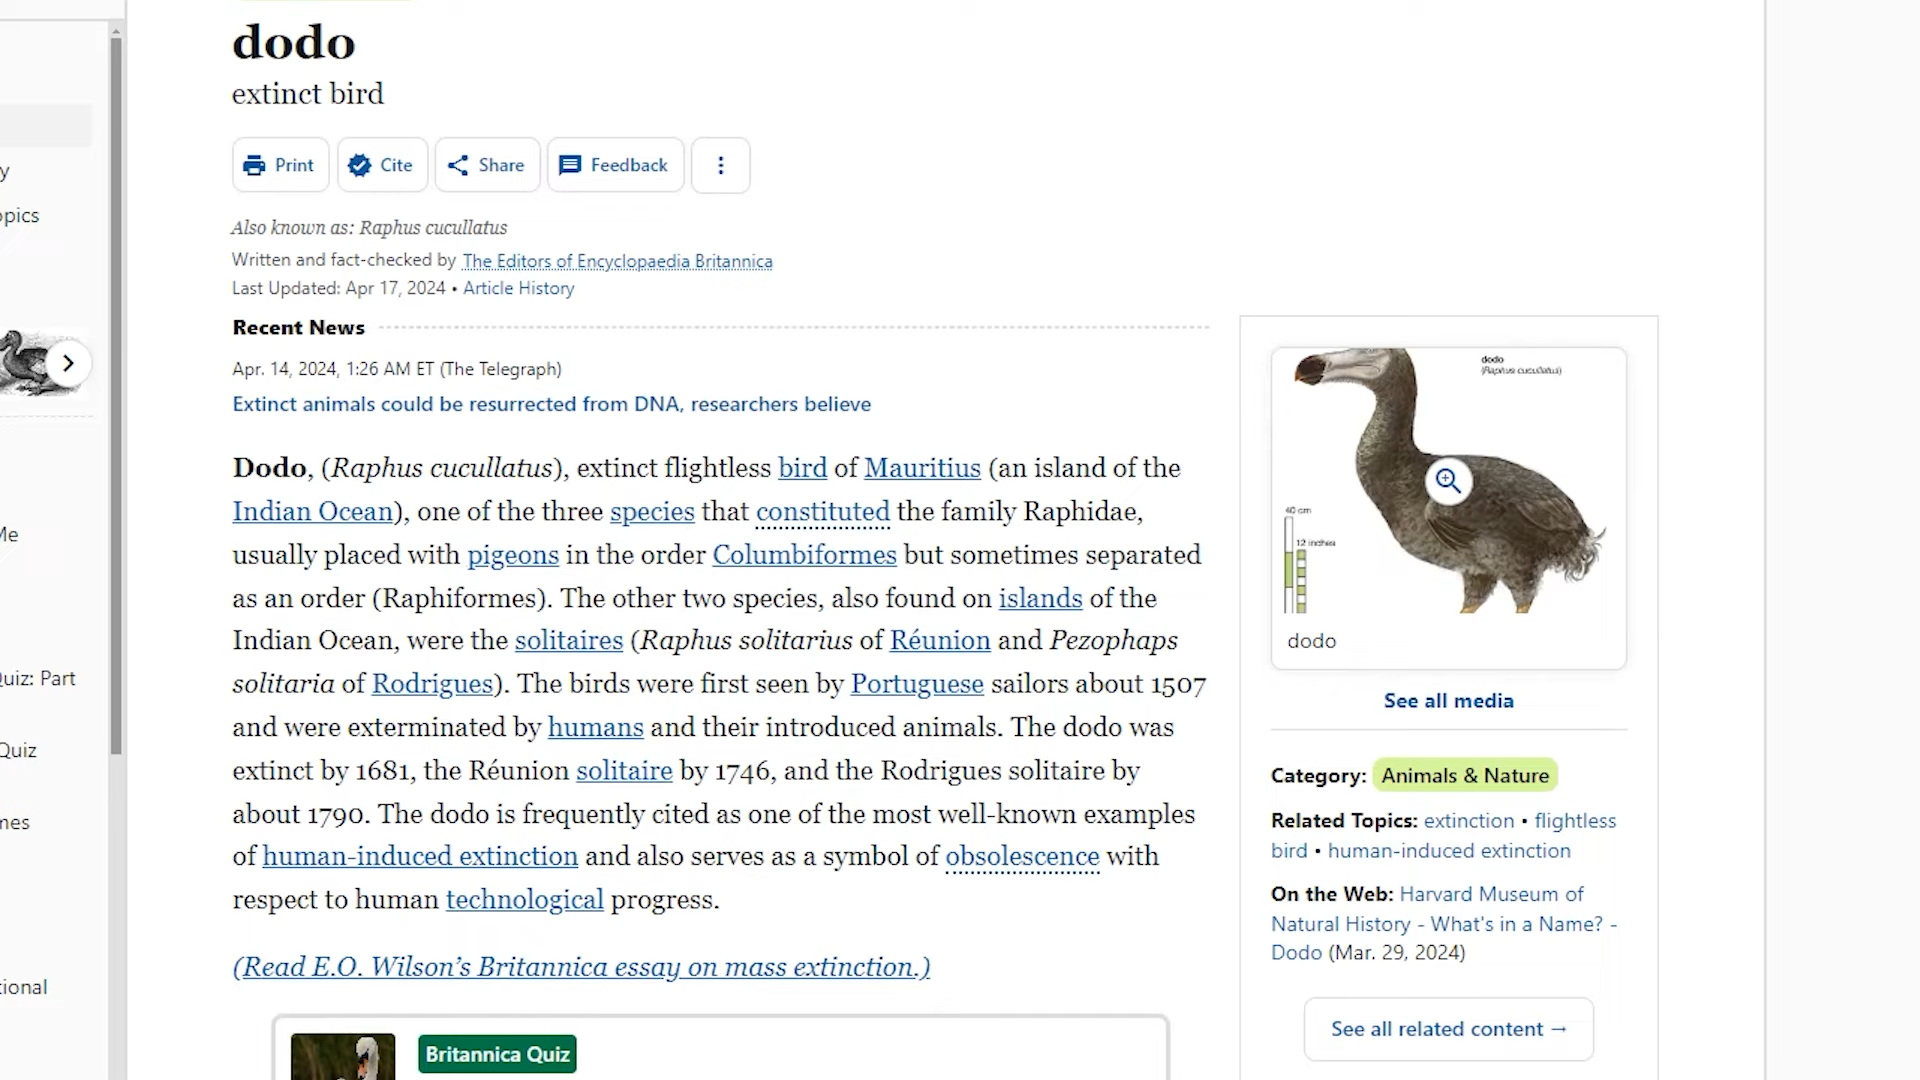 dodo
extinct bird
Print
Cite
Share
Feedback
Also known as: Raphus cucullatus
Written and fact-checked by The Editors of Encyclopaedia Britannica
Last Updated: Apr 17, 2024 • Article History
Recent News
Apr. 14, 2024, 1:26 AM ET (The Telegraph)
Extinct animals could be resurrected from DNA, researchers believe
Dodo, (Raphus cucullatus), extinct flightless bird of Mauritius (an island of the
Indian Ocean), one of the three species that constituted the family Raphidae,
usually placed with pigeons in the order Columbiformes but sometimes separated
as an order (Raphiformes). The other two species, also found on islands of the
Indian Ocean, were the solitaires (Raphus solitarius of Réunion and Pezophaps
solitaria of Rodrigues). The birds were first seen by Portuguese sailors about 1507
and were exterminated by humans and their introduced animals. The dodo was
extinct by 1681, the Réunion solitaire by 1746, and the Rodrigues solitaire by
about 1790. The dodo is frequently cited as one of the most well-known examples
of human-induced extinction and also serves as a symbol of obsolescence with
respect to human technological progress.
(Read E.O. Wilson’s Britannica essay on mass extinction.)
Britannica Quiz
dodo
(Raphus cucullatus)
40 cm
12 inches
dodo
See all media
Category: Animals & Nature
Related Topics: extinction • flightless
bird • human-induced extinction
On the Web: Harvard Museum of
Natural History - What's in a Name? -
Dodo (Mar. 29, 2024)
See all related content →
y
opics
Me
Quiz: Part
Quiz
mes
tional